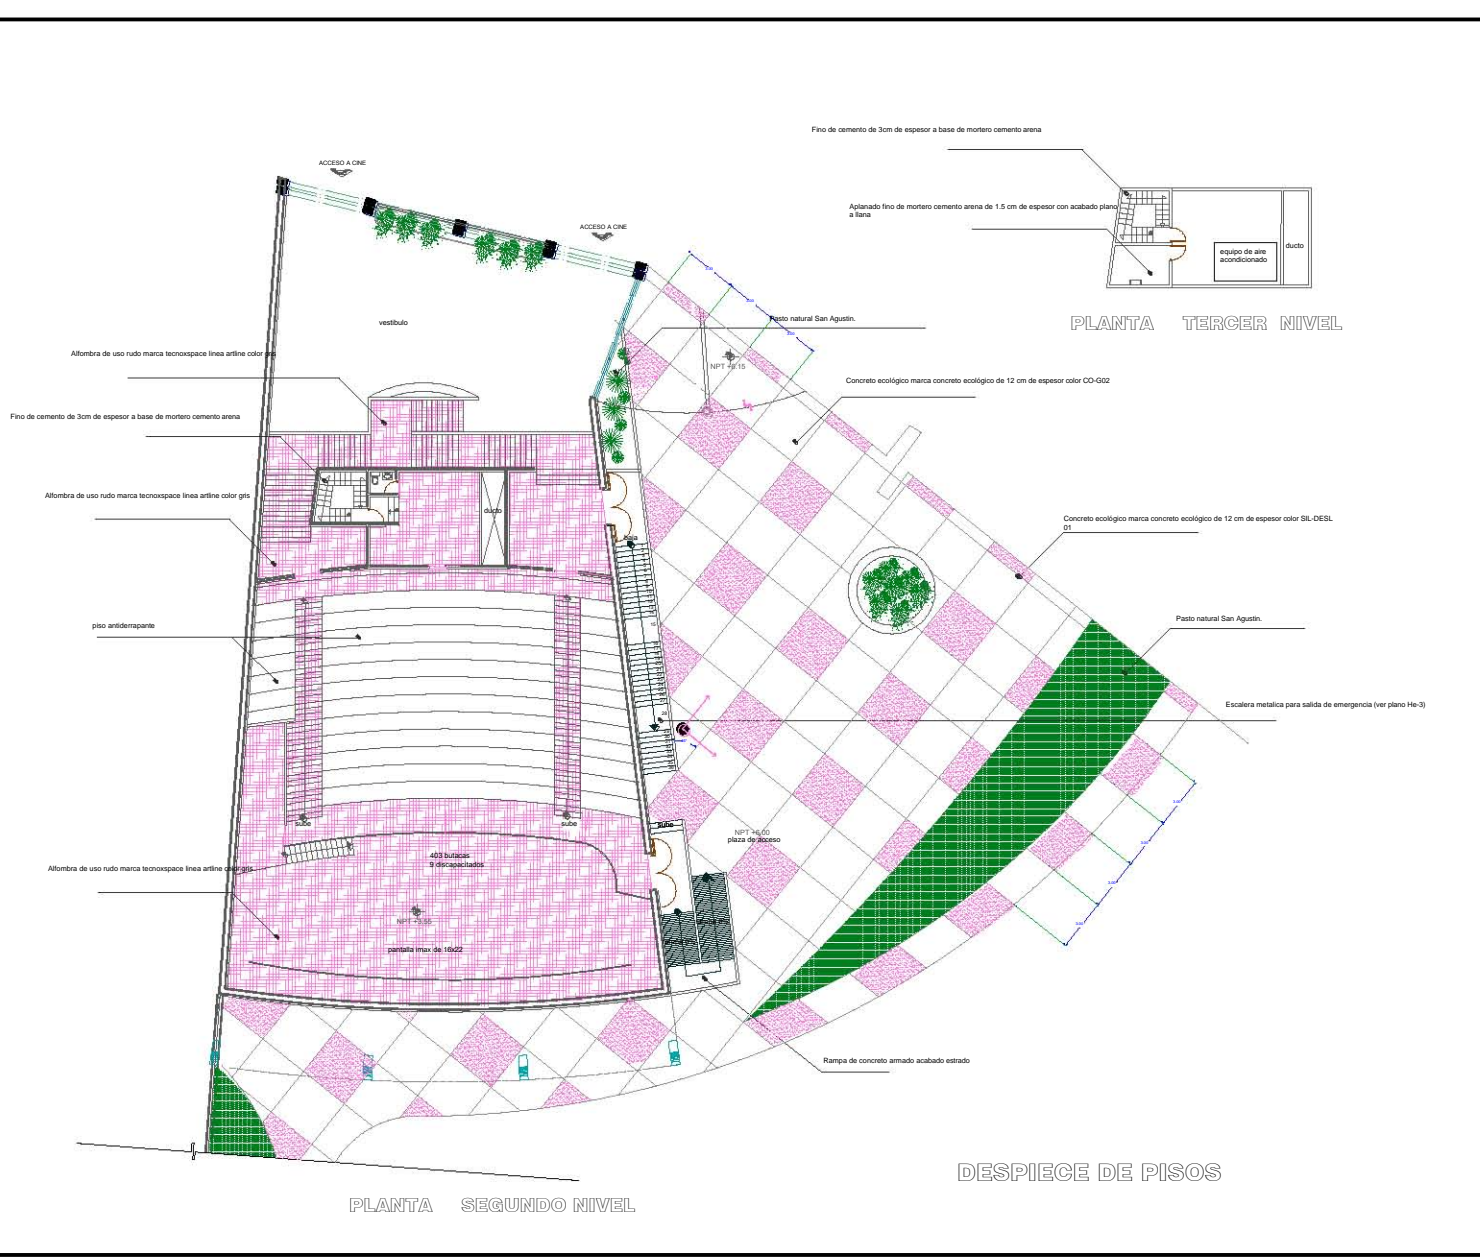 Fino de cemento de 3cm de espesor a base de mortero cemento arena
ACCESO A CINE
Aplanado fino de mortero cemento arena de 1.5 cm de espesor con acabado plano
a llana
ACCESO A CINE
equipo de aire
acondicionado
ducto
PLANTA TERCER NIVEL
vestibulo
Pasto natural San Agustin.
Alfombra de uso rudo marca tecnoxspace linea artline color gris
NPT +6.15
Concreto ecológico marca concreto ecológico de 12 cm de espesor color CO-G02
Fino de cemento de 3cm de espesor a base de mortero cemento arena
Alfombra de uso rudo marca tecnoxspace linea artline color gris
ducto
Concreto ecológico marca concreto ecológico de 12 cm de espesor color SIL-DESL
01
baja
piso antiderrapante
Pasto natural San Agustin.
Escalera metalica para salida de emergencia (ver plano He-3)
sube
sube
sube
NPT +6.00
plaza de acceso
403 butacas
9 discapacitados
Alfombra de uso rudo marca tecnoxspace linea artline color gris
pantalla imax de 16x22
Rampa de concreto armado acabado estrado
DESPIECE DE PISOS
PLANTA SEGUNDO NIVEL